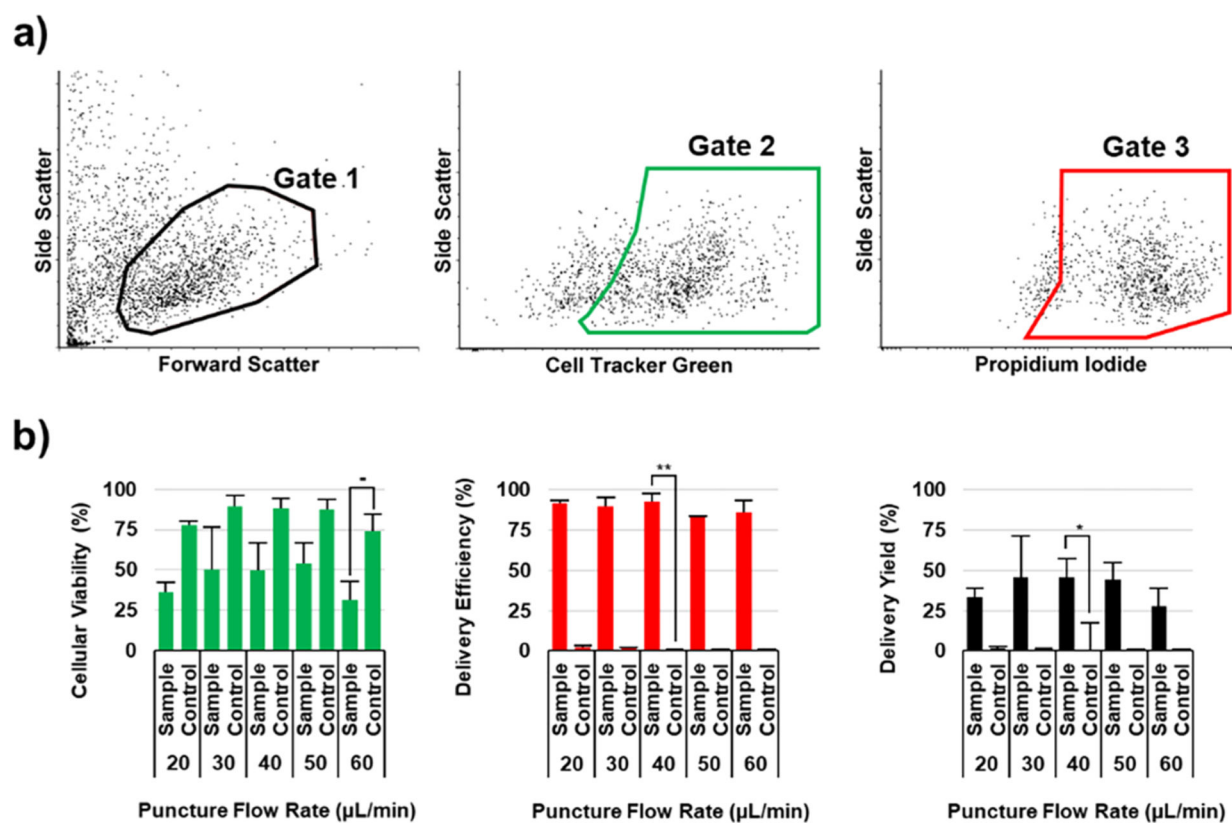 a)
Side Scatter
Gate 1
Forward Scatter
Side Scatter
Gate 2
Cell Tracker Green
Side Scatter
Gate 3
Propidium Iodide
b)
Cellular Viability (%)
100
75
50
25
0
*
Sample Control Sample Control Sample Control Sample Control Sample Control
20 30 40 50 60
Puncture Flow Rate (µL/min)
Delivery Efficiency (%)
100
75
50
25
0
**
Sample Control Sample Control Sample Control Sample Control Sample Control
20 30 40 50 60
Puncture Flow Rate (µL/min)
Delivery Yield (%)
100
75
50
25
0
*
Sample Control Sample Control Sample Control Sample Control Sample Control
20 30 40 50 60
Puncture Flow Rate (µL/min)